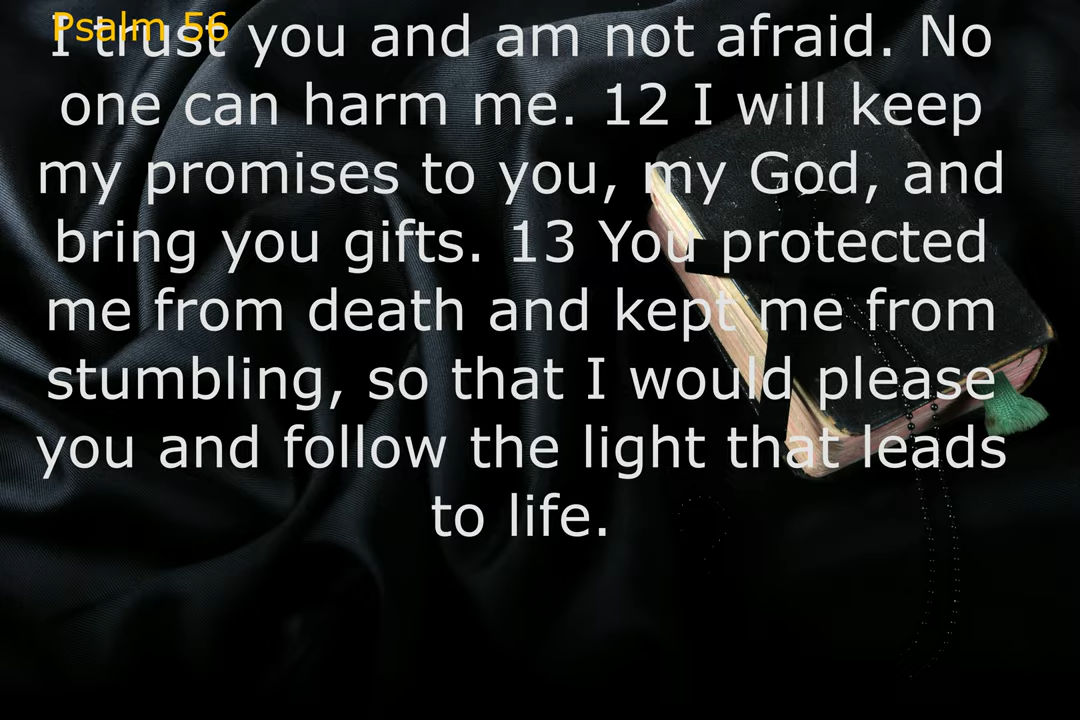 Psalm 56
I trust you and am not afraid. No
one can harm me. 12 I will keep
my promises to you, my God, and
bring you gifts. 13 You protected
me from death and kept me from
stumbling, so that I would please
you and follow the light that leads
to life.